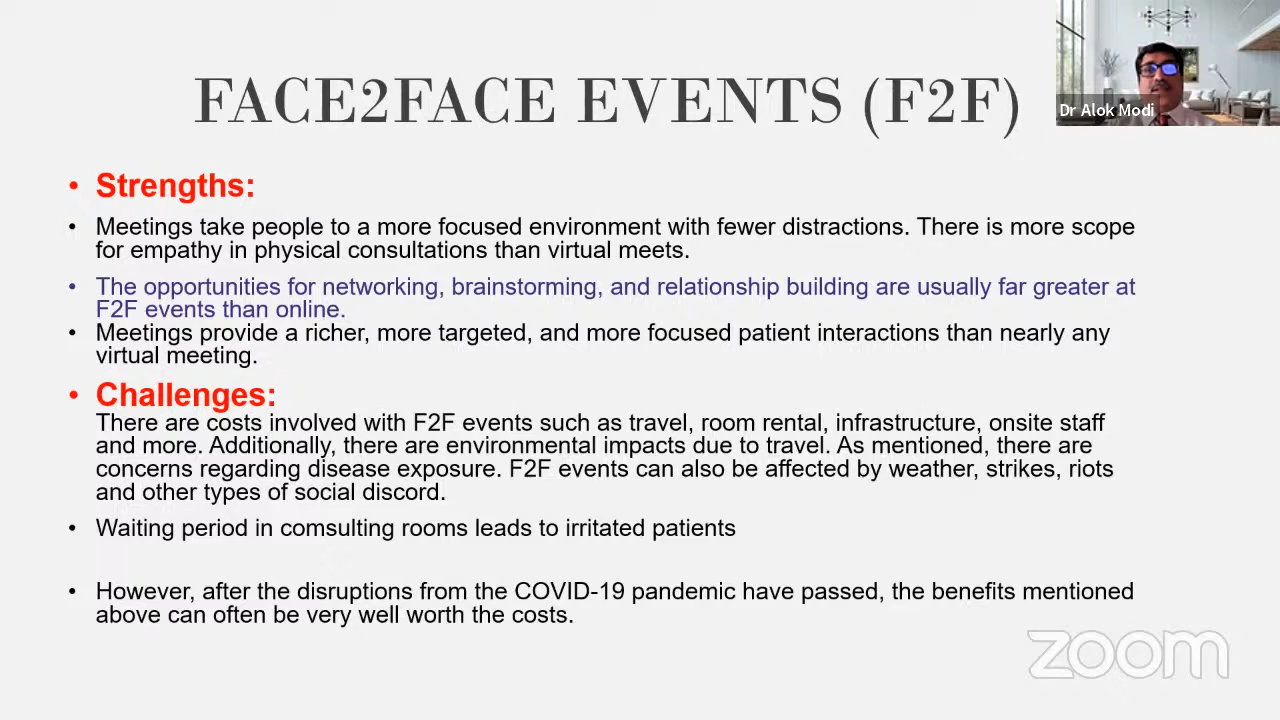 FACE2FACE EVENTS (F2F)
Dr Alok Modi
• Strengths:
• Meetings take people to a more focused environment with fewer distractions. There is more scope
for empathy in physical consultations than virtual meets.
• The opportunities for networking, brainstorming, and relationship building are usually far greater at
F2F events than online.
• Meetings provide a richer, more targeted, and more focused patient interactions than nearly any
virtual meeting.
• Challenges:
There are costs involved with F2F events such as travel, room rental, infrastructure, onsite staff
and more. Additionally, there are environmental impacts due to travel. As mentioned, there are
concerns regarding disease exposure. F2F events can also be affected by weather, strikes, riots
and other types of social discord.
• Waiting period in comsulting rooms leads to irritated patients
• However, after the disruptions from the COVID-19 pandemic have passed, the benefits mentioned
above can often be very well worth the costs.
zoom